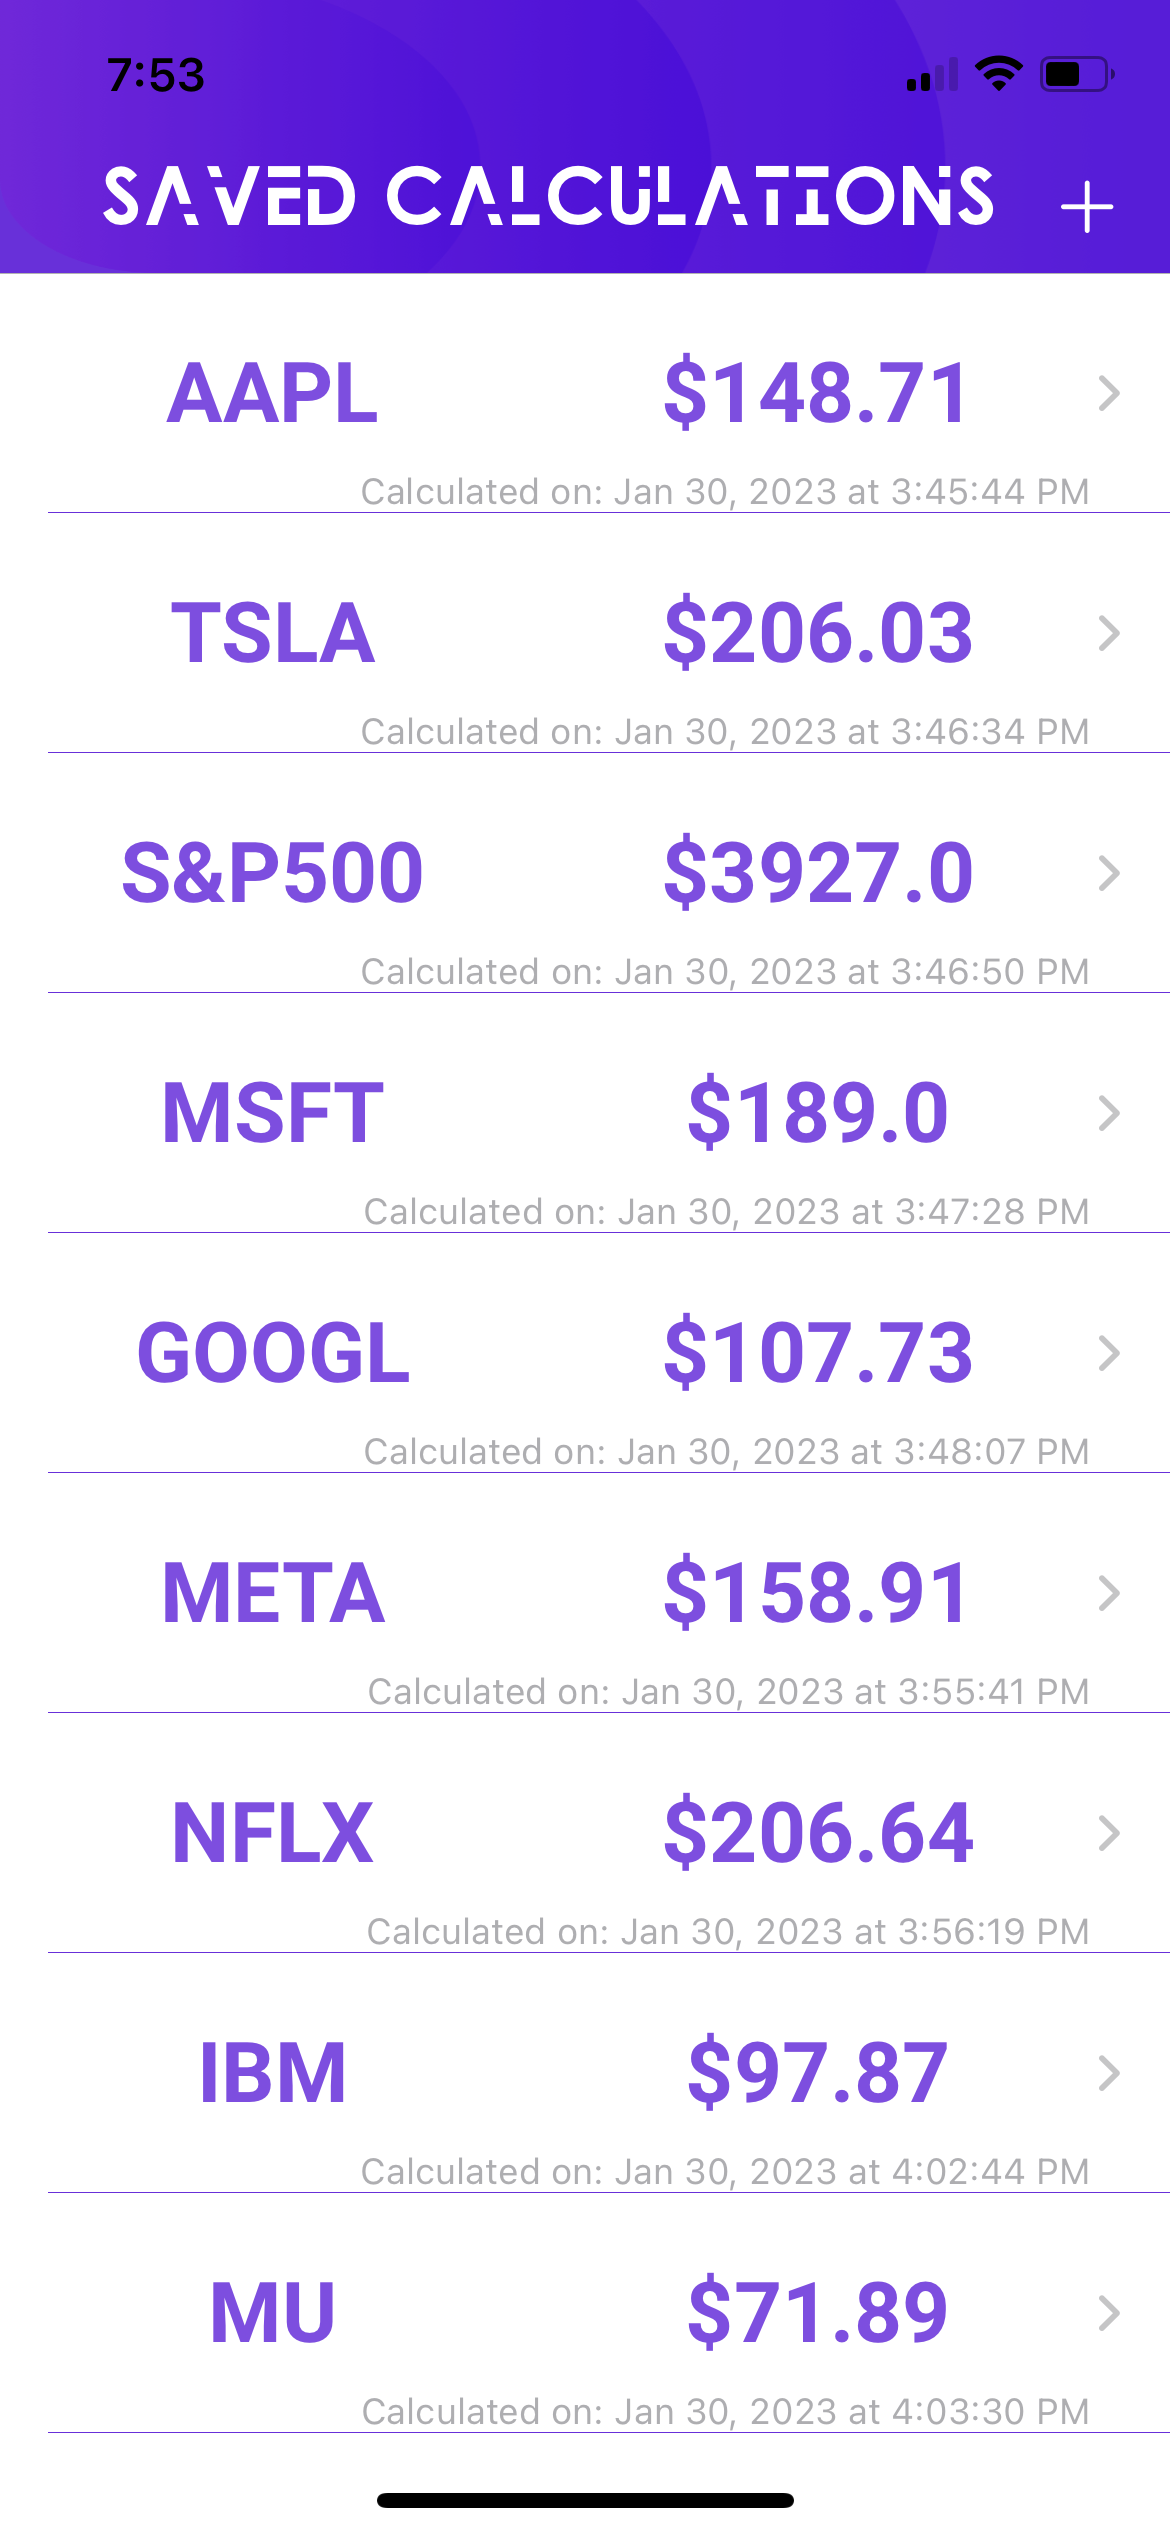 7:53
SAVED CALCULATIONS
AAPL $148.71
Calculated on: Jan 30, 2023 at 3:45:44 PM
TSLA $206.03
Calculated on: Jan 30, 2023 at 3:46:34 PM
S&P500 $3927.0
Calculated on: Jan 30, 2023 at 3:46:50 PM
MSFT $189.0
Calculated on: Jan 30, 2023 at 3:47:28 PM
GOOGL $107.73
Calculated on: Jan 30, 2023 at 3:48:07 PM
META $158.91
Calculated on: Jan 30, 2023 at 3:55:41 PM
NFLX $206.64
Calculated on: Jan 30, 2023 at 3:56:19 PM
IBM $97.87
Calculated on: Jan 30, 2023 at 4:02:44 PM
MU $71.89
Calculated on: Jan 30, 2023 at 4:03:30 PM